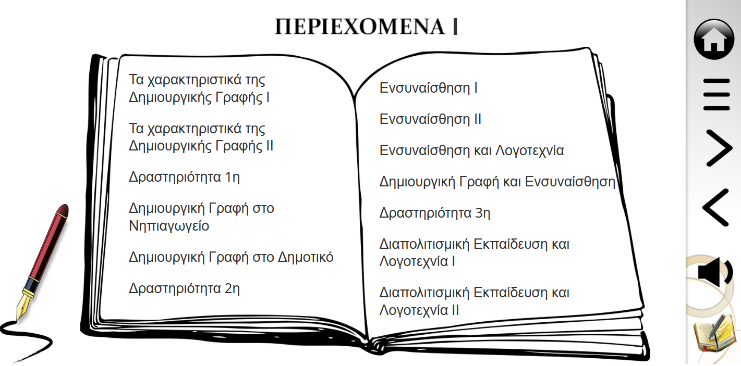 ΠΕΡΙΕΧΟΜΕΝΑ Ι
Τα χαρακτηριστικά της
Δημιουργικής Γραφής Ι
Τα χαρακτηριστικά της
Δημιουργικής Γραφής ΙΙ
Δραστηριότητα 1η
Δημιουργική Γραφή στο
Νηπιαγωγείο
Δημιουργική Γραφή στο Δημοτικό
Δραστηριότητα 2η
Ενσυναίσθηση Ι
Ενσυναίσθηση ΙΙ
Ενσυναίσθηση και Λογοτεχνία
Δημιουργική Γραφή και Ενσυναίσθηση
Δραστηριότητα 3η
Διαπολιτισμική Εκπαίδευση και
Λογοτεχνία Ι
Διαπολιτισμική Εκπαίδευση και
Λογοτεχνία ΙΙ